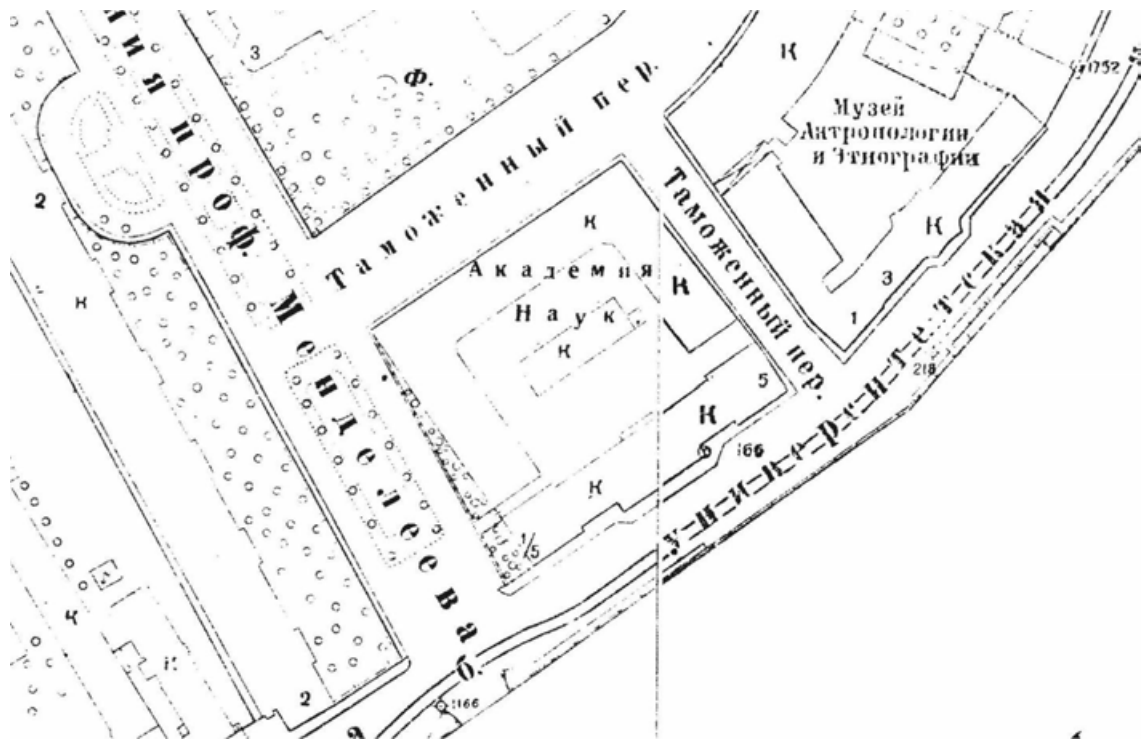 ния проф. Менделеева
Таможенный пер.
Ф.
3
К
1752
Музей
Антропологии
и Этнографии
Таможенный пер.
К
3
1
2
К
К
Академия
Наук
К
К
5
К
166
К
1/5
218
Университетская
К
К
2
б.
1166